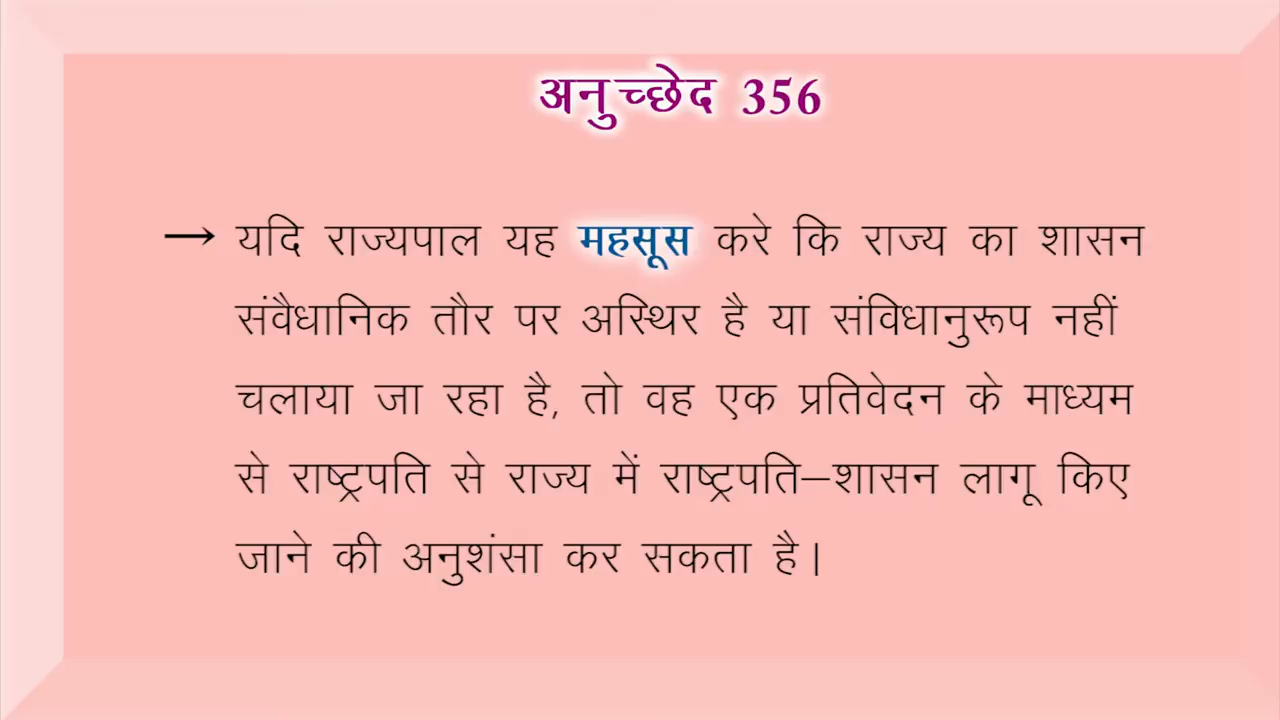 अनुच्छेद 356
→ यदि राज्यपाल यह महसूस करे कि राज्य का शासन
संवैधानिक तौर पर अस्थिर है या संविधानुरूप नहीं
चलाया जा रहा है, तो वह एक प्रतिवेदन के माध्यम
से राष्ट्रपति से राज्य में राष्ट्रपति–शासन लागू किए
जाने की अनुशंसा कर सकता है।